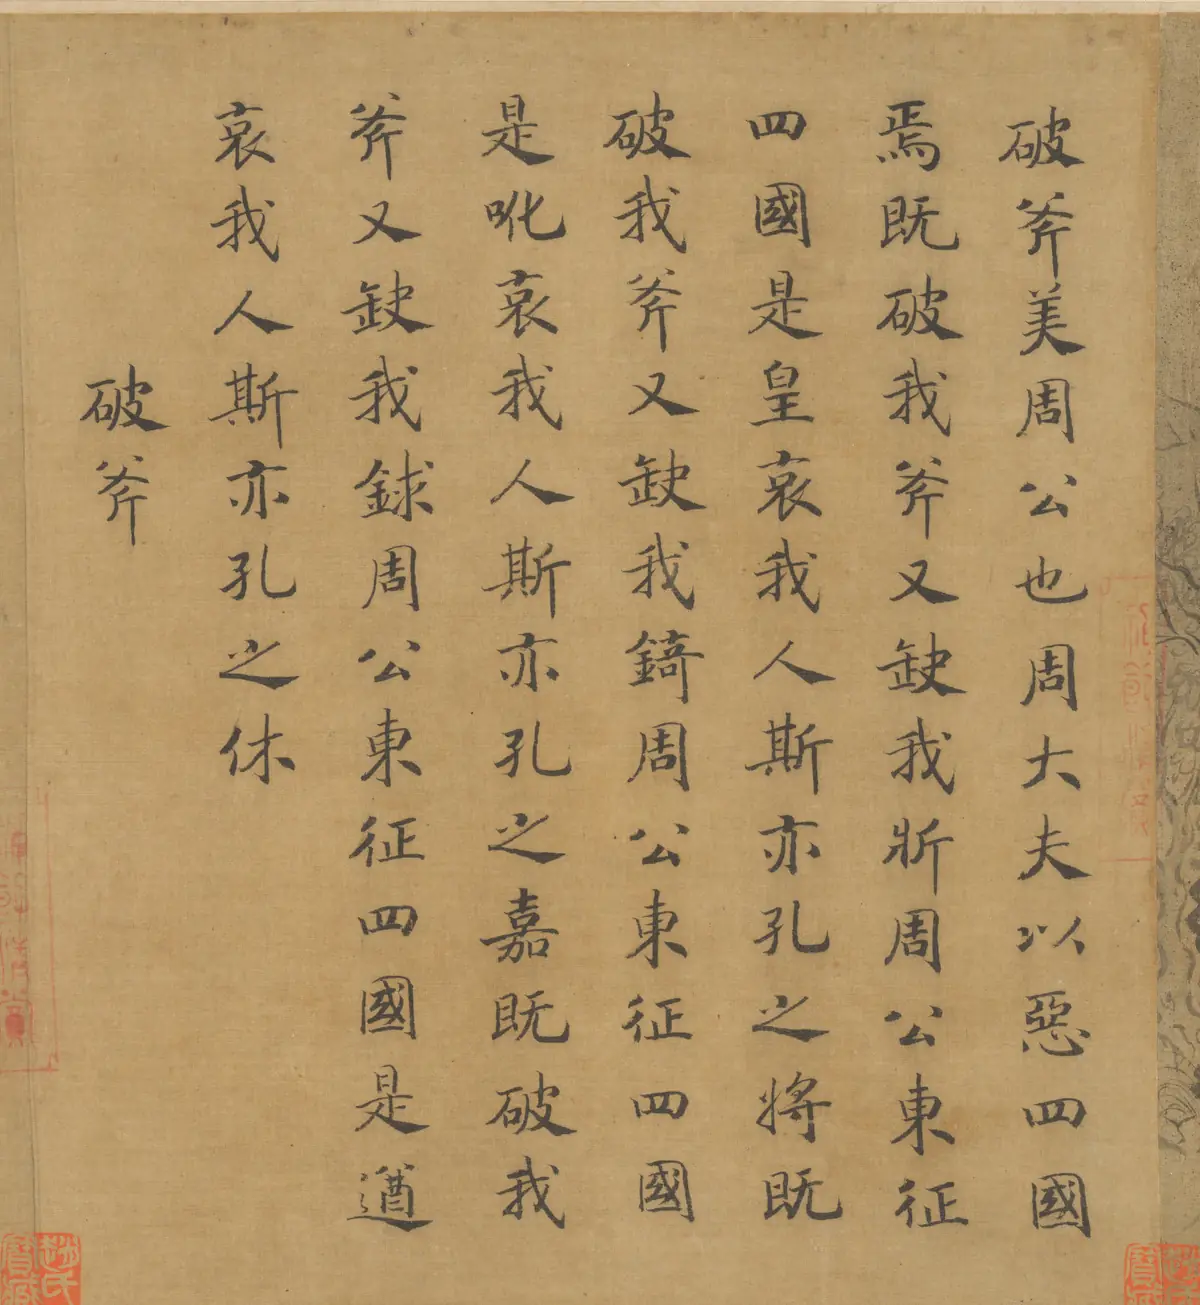 破斧美周公也周大夫以惡四國
焉既破我斧又缺我斨周公東征
四國是皇哀我人斯亦孔之將既
破我斧又缺我錡周公東征四國
是吪哀我人斯亦孔之嘉既破我
斧又缺我銶周公東征四國是遒
哀我人斯亦孔之休
破斧